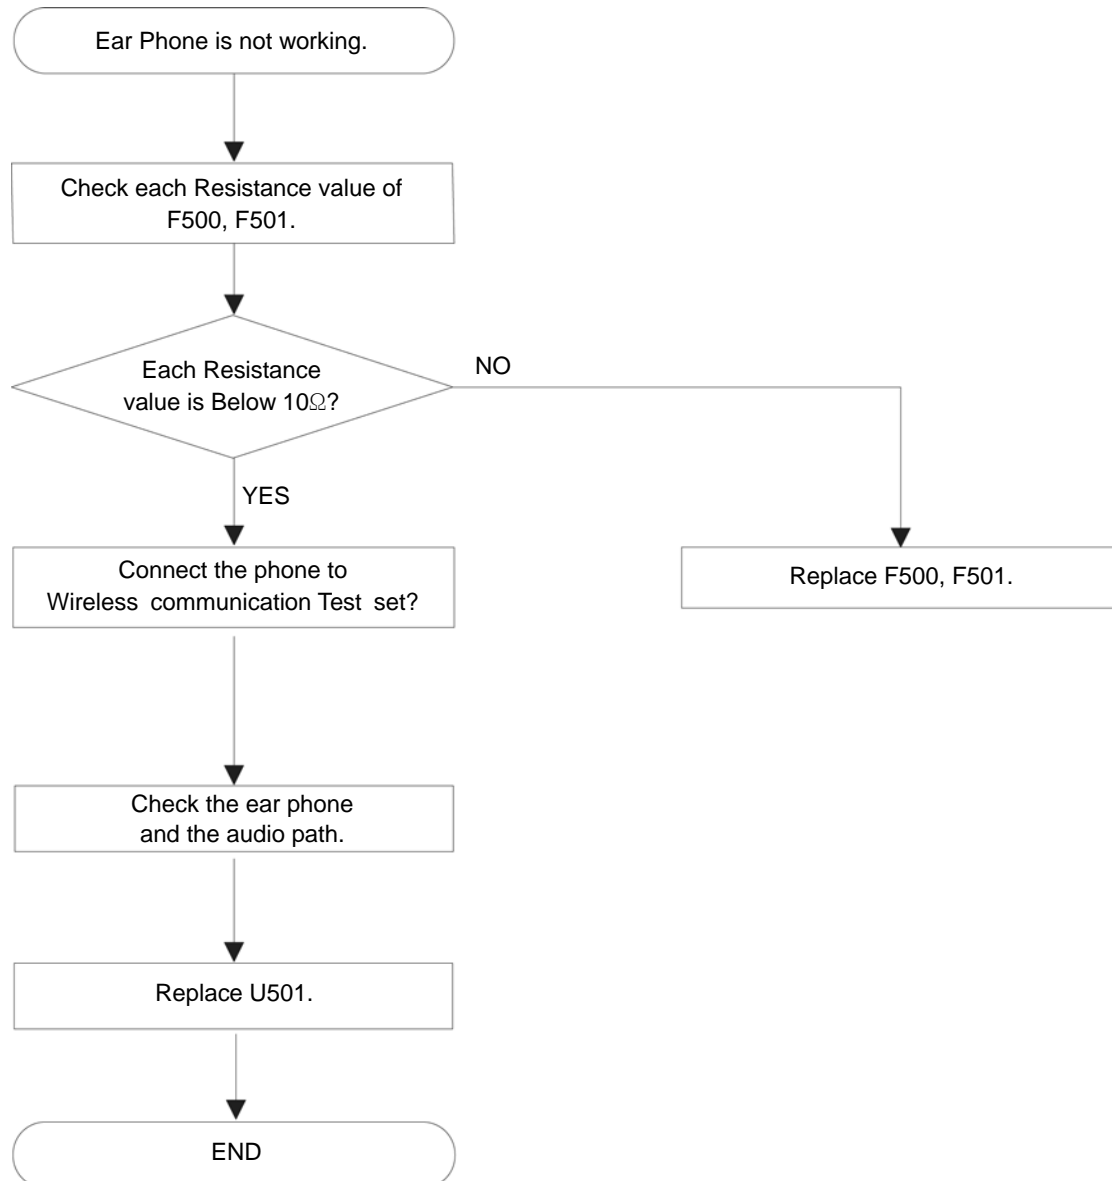 Ear Phone is not working.
Check each Resistance value of
F500, F501.
Each Resistance
value is Below 10Ω?
NO
YES
Connect the phone to
Wireless communication Test set?
Replace F500, F501.
Check the ear phone
and the audio path.
Replace U501.
END